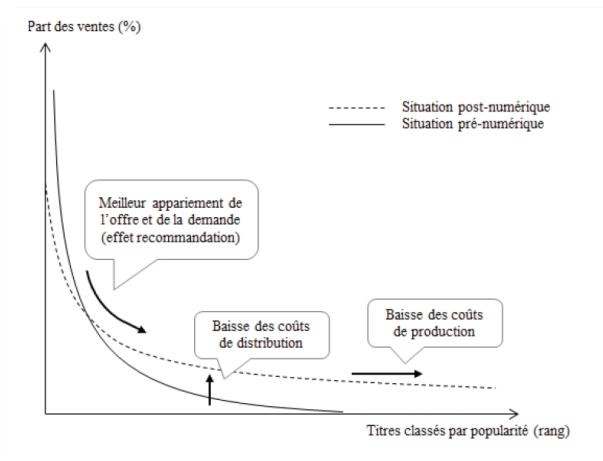 Part des ventes (%)
Situation post-numérique
Situation pré-numérique
Meilleur appariement de
l'offre et de la demande
(effet recommandation)
Baisse des coûts
de distribution
Baisse des coûts
de production
Titres classés par popularité (rang)